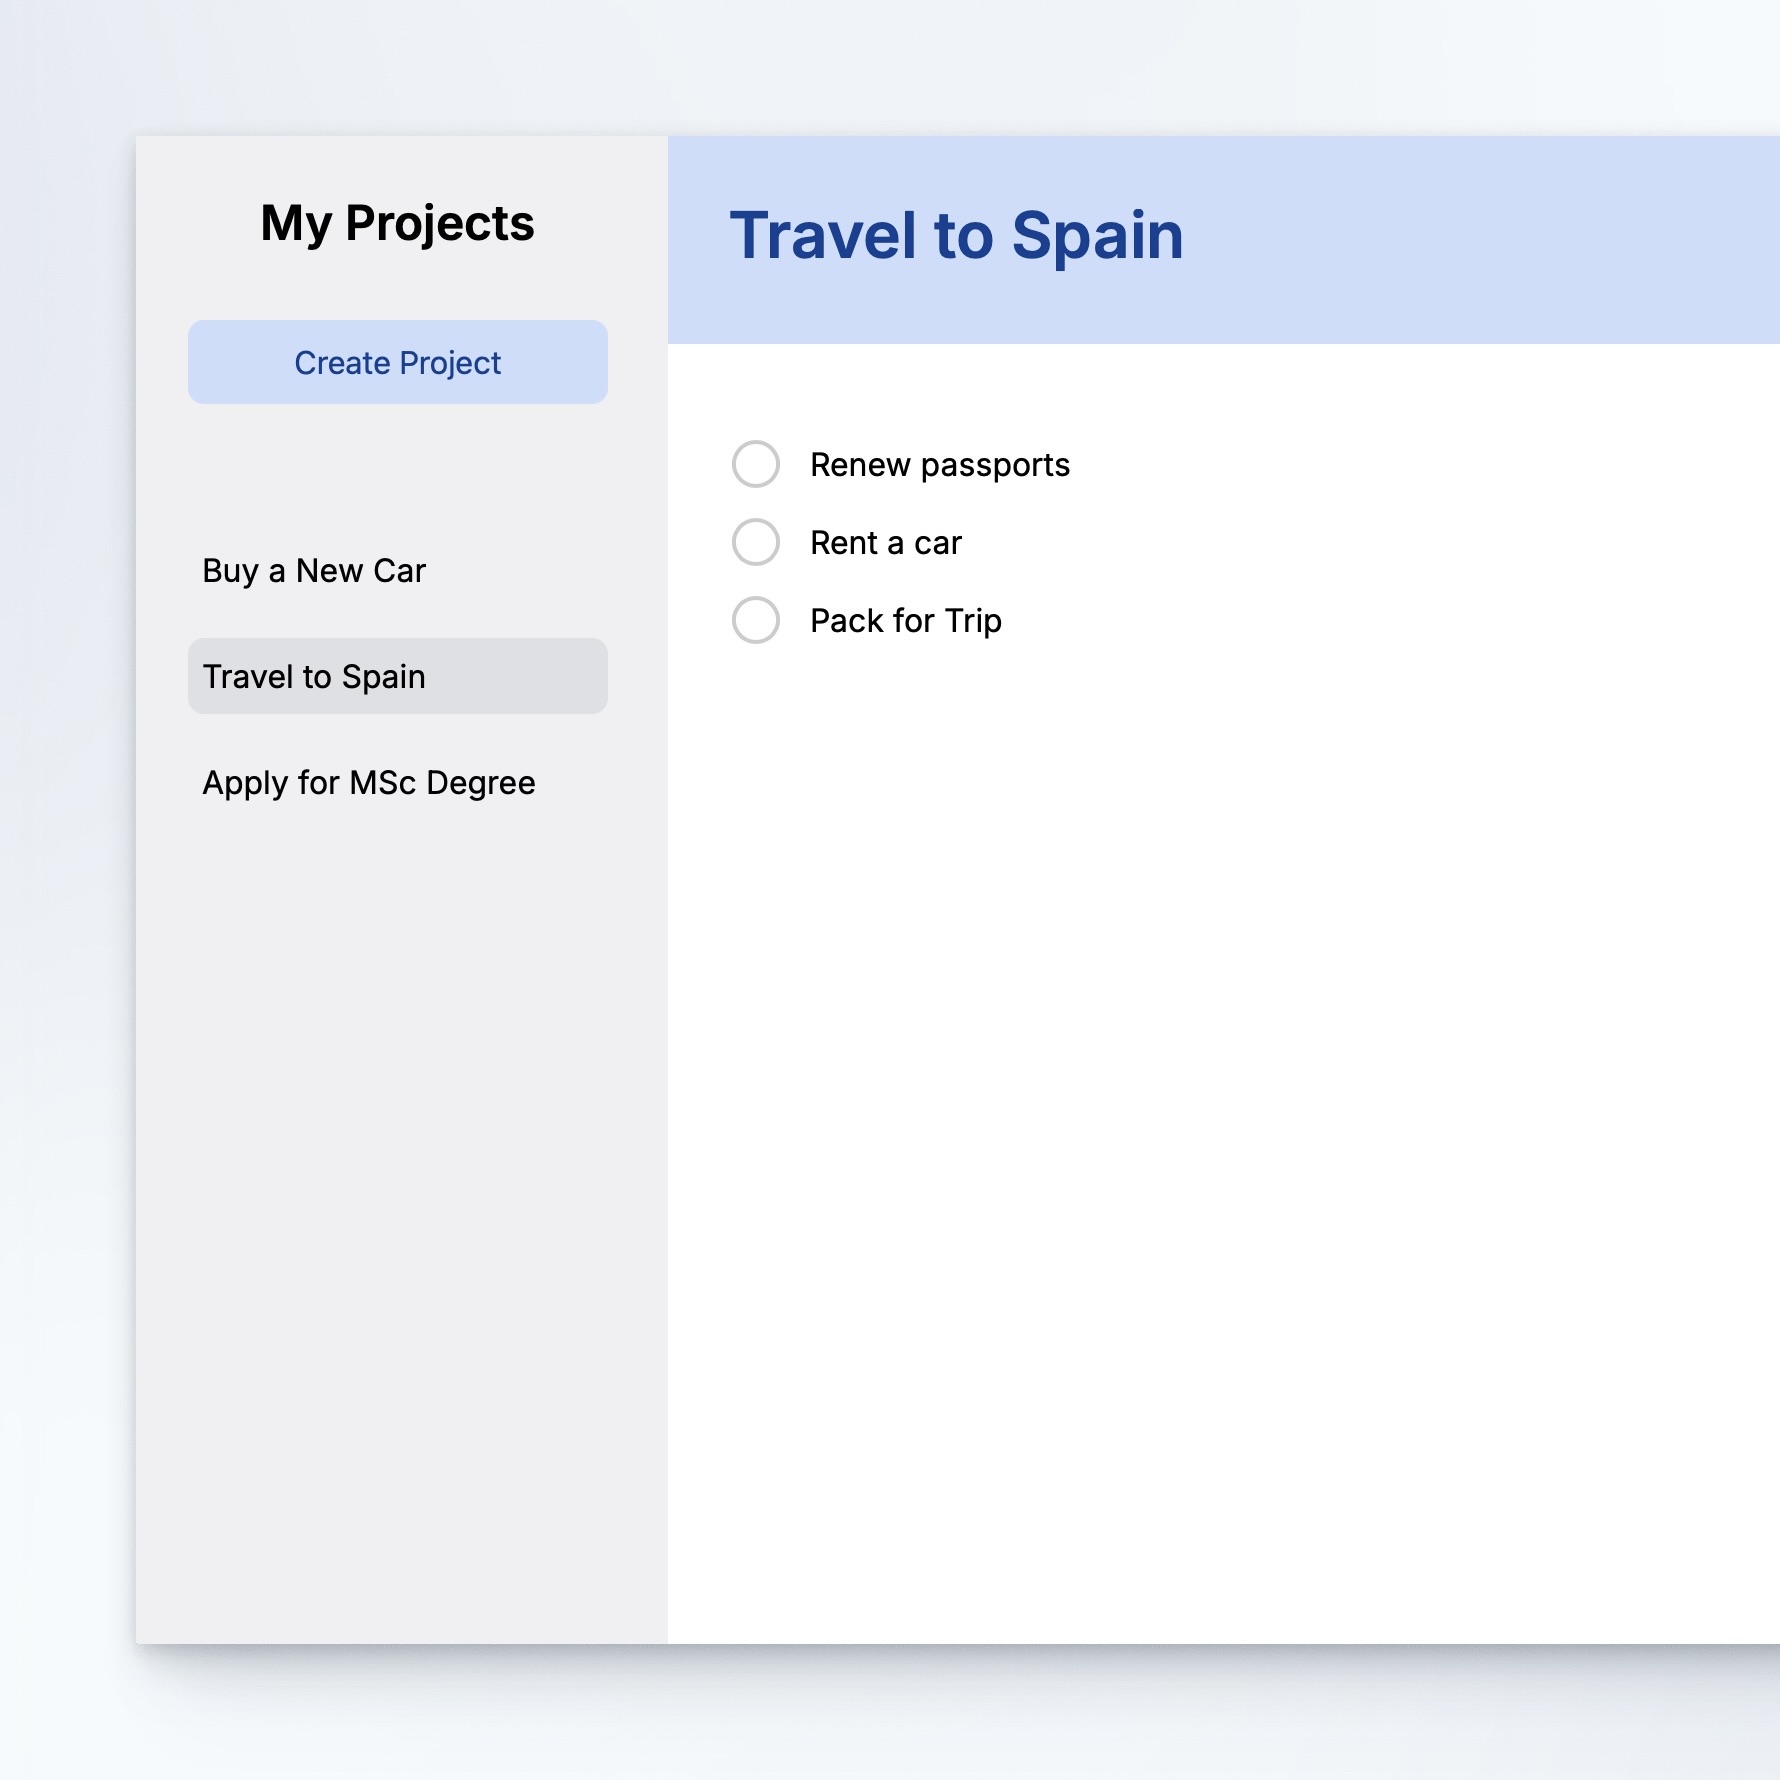 My Projects
Create Project
Buy a New Car
Travel to Spain
Apply for MSc Degree
Travel to Spain
Renew passports
Rent a car
Pack for Trip